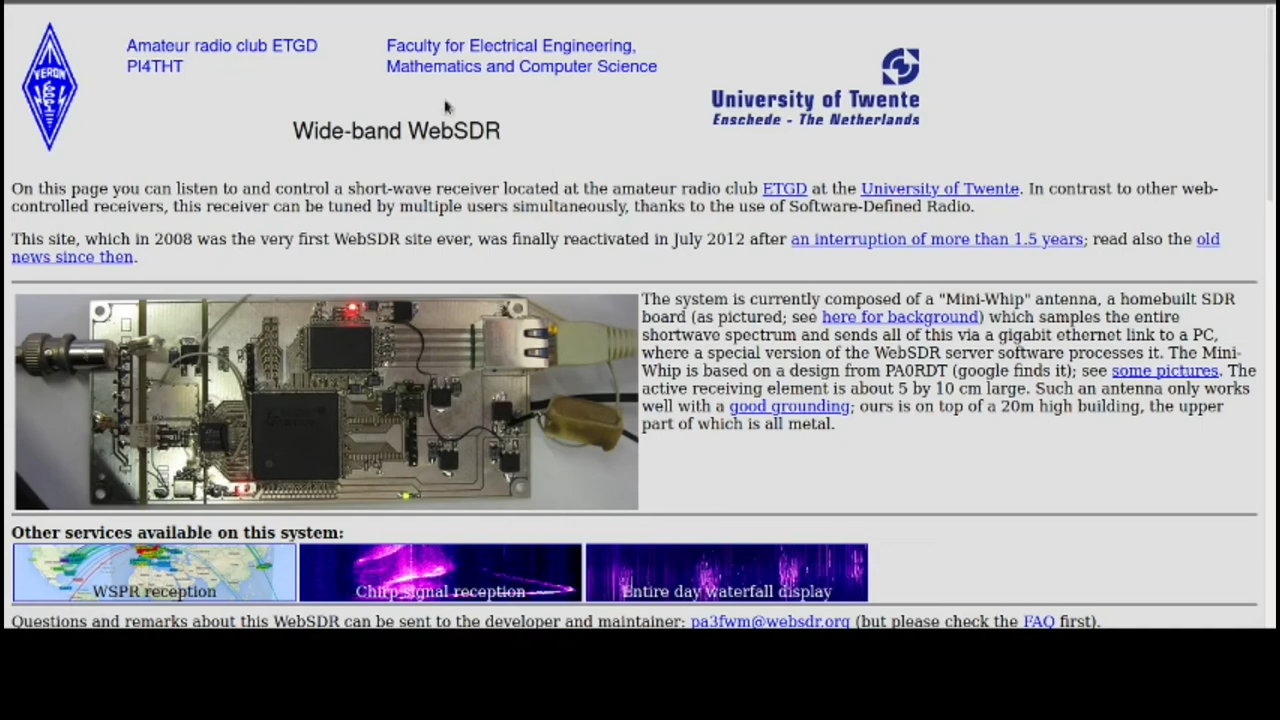 VERON
Amateur radio club ETGD
PI4THT
Faculty for Electrical Engineering,
Mathematics and Computer Science
University of Twente
Enschede - The Netherlands
Wide-band WebSDR
On this page you can listen to and control a short-wave receiver located at the amateur radio club ETGD at the University of Twente. In contrast to other web-
controlled receivers, this receiver can be tuned by multiple users simultaneously, thanks to the use of Software-Defined Radio.
This site, which in 2008 was the very first WebSDR site ever, was finally reactivated in July 2012 after an interruption of more than 1.5 years; read also the old
news since then.
The system is currently composed of a "Mini-Whip" antenna, a homebuilt SDR
board (as pictured; see here for background) which samples the entire
shortwave spectrum and sends all of this via a gigabit ethernet link to a PC,
where a special version of the WebSDR server software processes it. The Mini-
Whip is based on a design from PA0RDT (google finds it); see some pictures. The
active receiving element is about 5 by 10 cm large. Such an antenna only works
well with a good grounding; ours is on top of a 20m high building, the upper
part of which is all metal.
Other services available on this system:
WSPR reception
Chirp signal reception
Entire day waterfall display
Questions and remarks about this WebSDR can be sent to the developer and maintainer: pa3fwm@websdr.org (but please check the FAQ first).